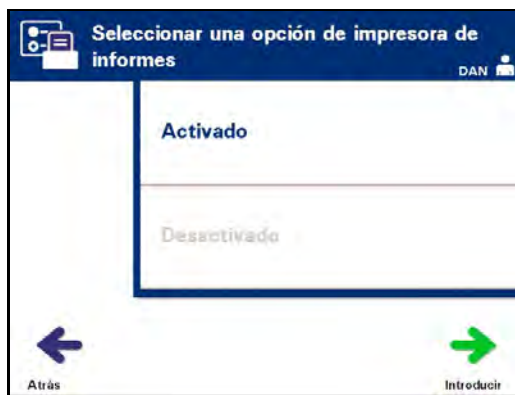 Seleccionar una opción de impresora de
informes
DAN
Activado
Desactivado
Atrás
Introducir